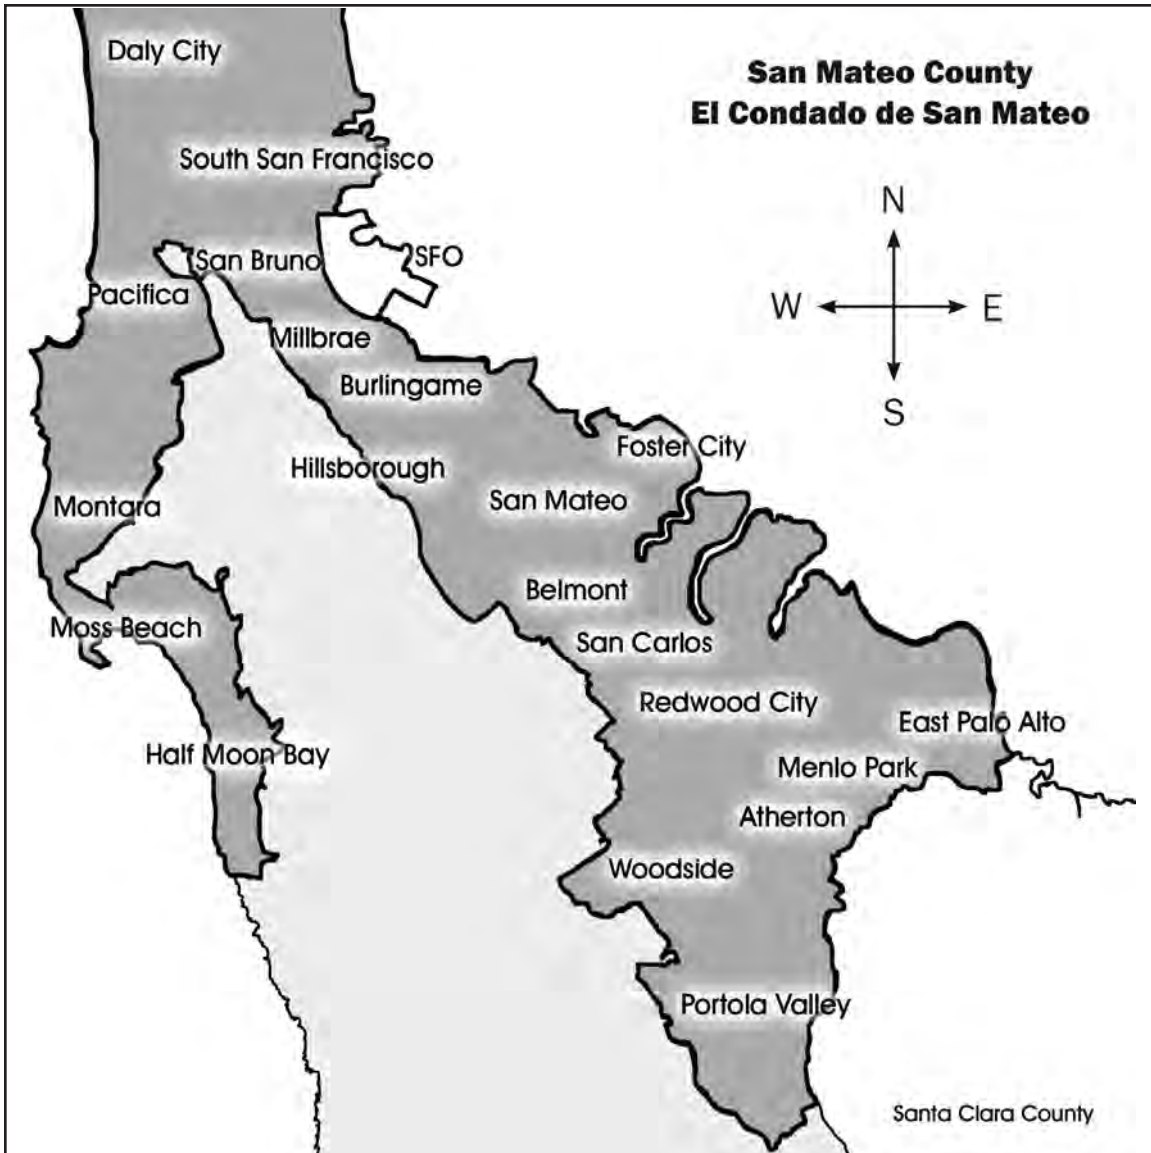 Daly City
San Mateo County
El Condado de San Mateo
South San Francisco
N
San Bruno
SFO
Pacifica
W
E
Millbrae
Burlingame
S
Foster City
Hillsborough
San Mateo
Montara
Belmont
Moss Beach
San Carlos
Redwood City
East Palo Alto
Half Moon Bay
Menlo Park
Atherton
Woodside
Portola Valley
Santa Clara County